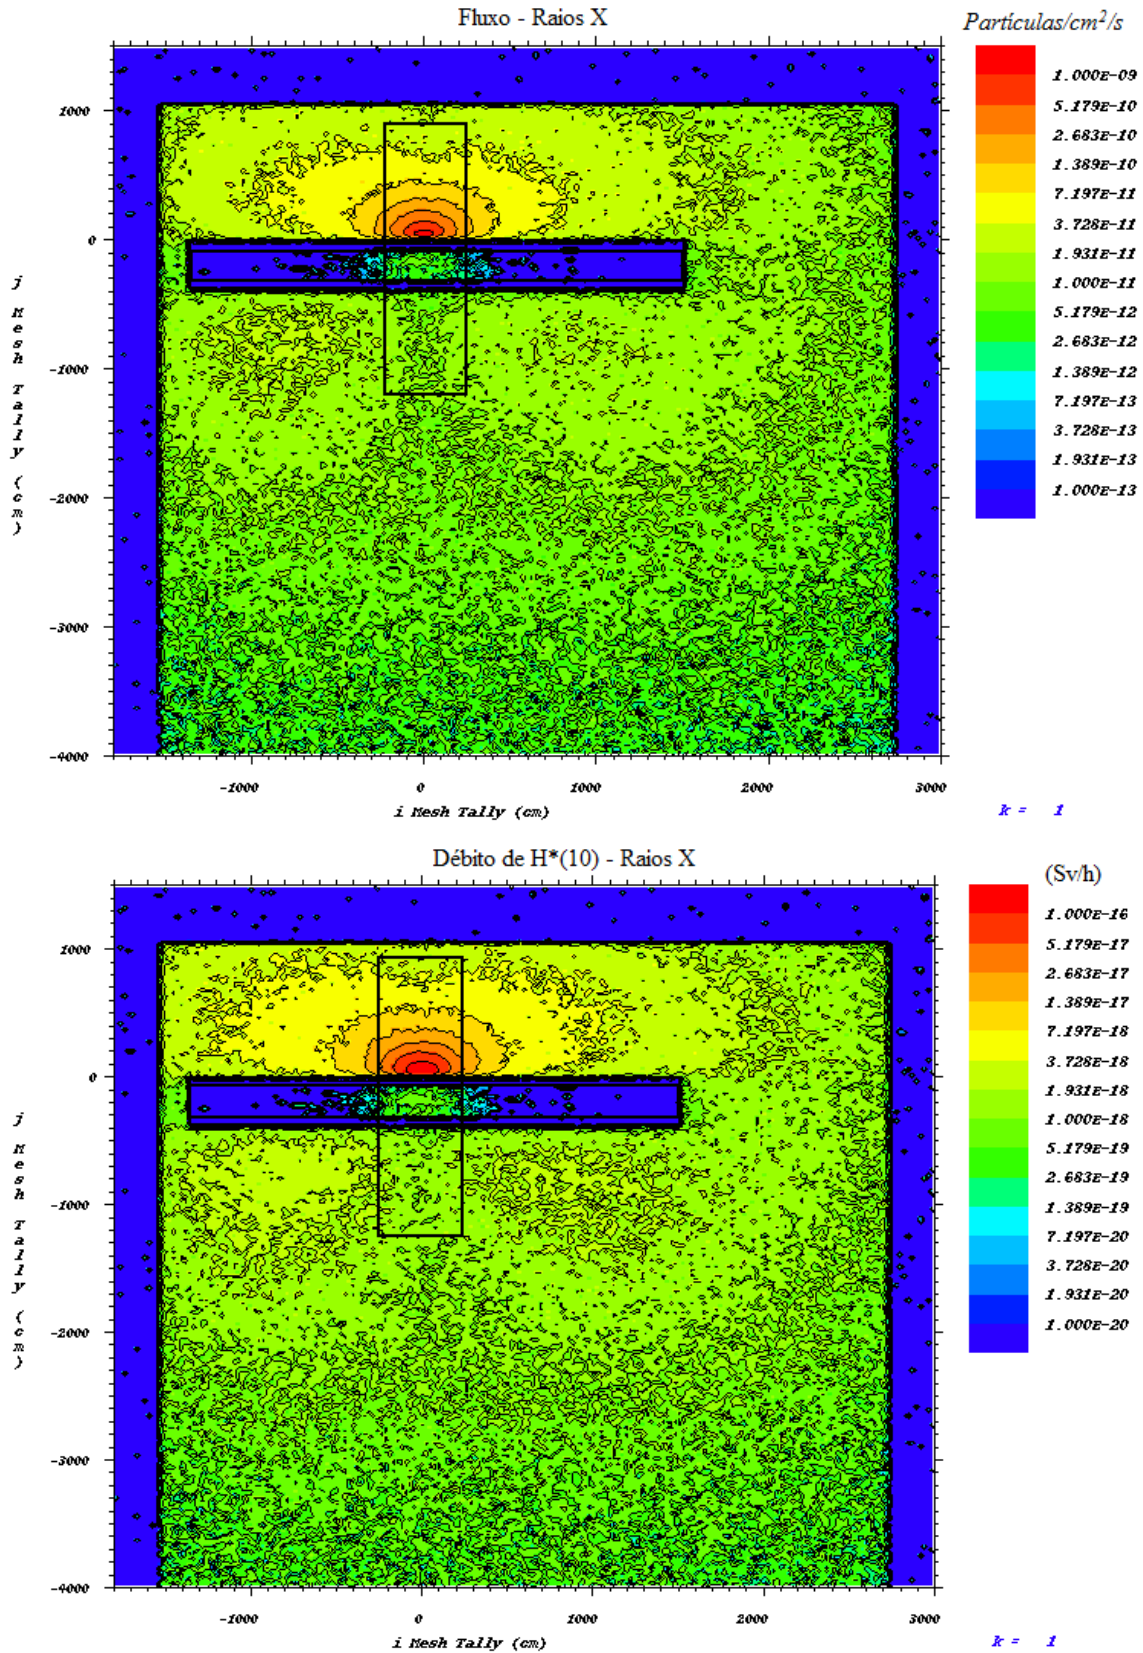 Fluxo - Raios X
Partículas/cm²/s
1.000E-09
5.179E-10
2.683E-10
1.389E-10
7.197E-11
3.728E-11
1.931E-11
1.000E-11
5.179E-12
2.683E-12
1.389E-12
7.197E-13
3.728E-13
1.931E-13
1.000E-13
1000
0
-1000
-2000
-3000
-4000
j Mesh Tally (cm)
-1000 0 1000 2000 3000
i Mesh Tally (cm)
k = 1
Débito de H*(10) - Raios X
(Sv/h)
1.000E-16
5.179E-17
2.683E-17
1.389E-17
7.197E-18
3.728E-18
1.931E-18
1.000E-18
5.179E-19
2.683E-19
1.389E-19
7.197E-20
3.728E-20
1.931E-20
1.000E-20
1000
0
-1000
-2000
-3000
-4000
j Mesh Tally (cm)
-1000 0 1000 2000 3000
i Mesh Tally (cm)
k = 1